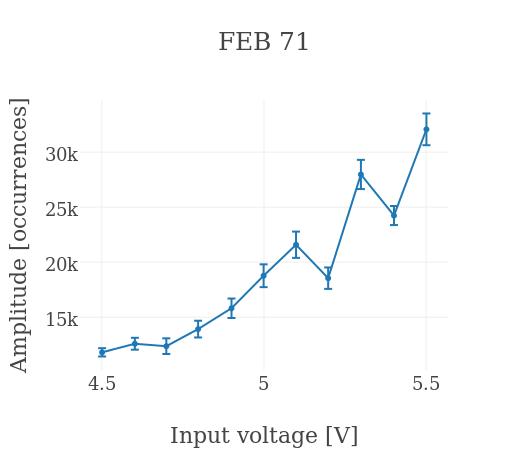 FEB 71
Amplitude [occurrences]
30k
25k
20k
15k
4.5
5
5.5
Input voltage [V]